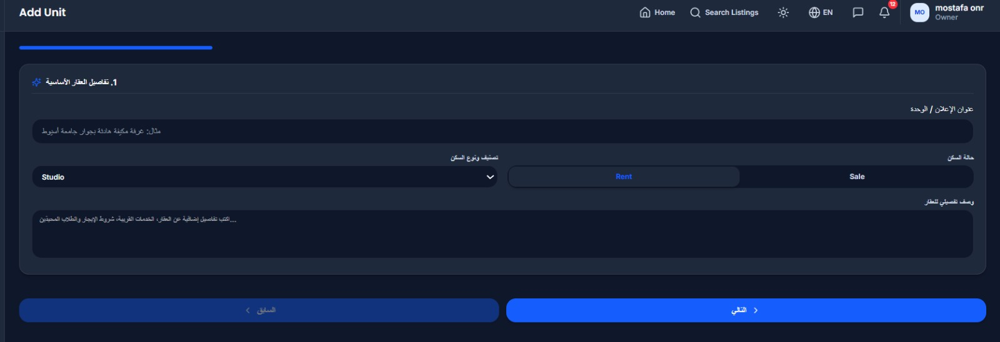 Add Unit
Home
Search Listings
EN
12
MO
mostafa onr
Owner
1. تفاصيل العقار الأساسية
عنوان الإعلان / الوحدة
مثال: غرفة مكيفة هادئة بجوار جامعة أسيوط
تصنيف ونوع السكن
حالة السكن
Studio
Rent
Sale
وصف تفصيلي للعقار
اكتب تفاصيل إضافية عن العقار، الخدمات القريبة، شروط الإيجار والطلاب المحبذين...
السابق
التالي